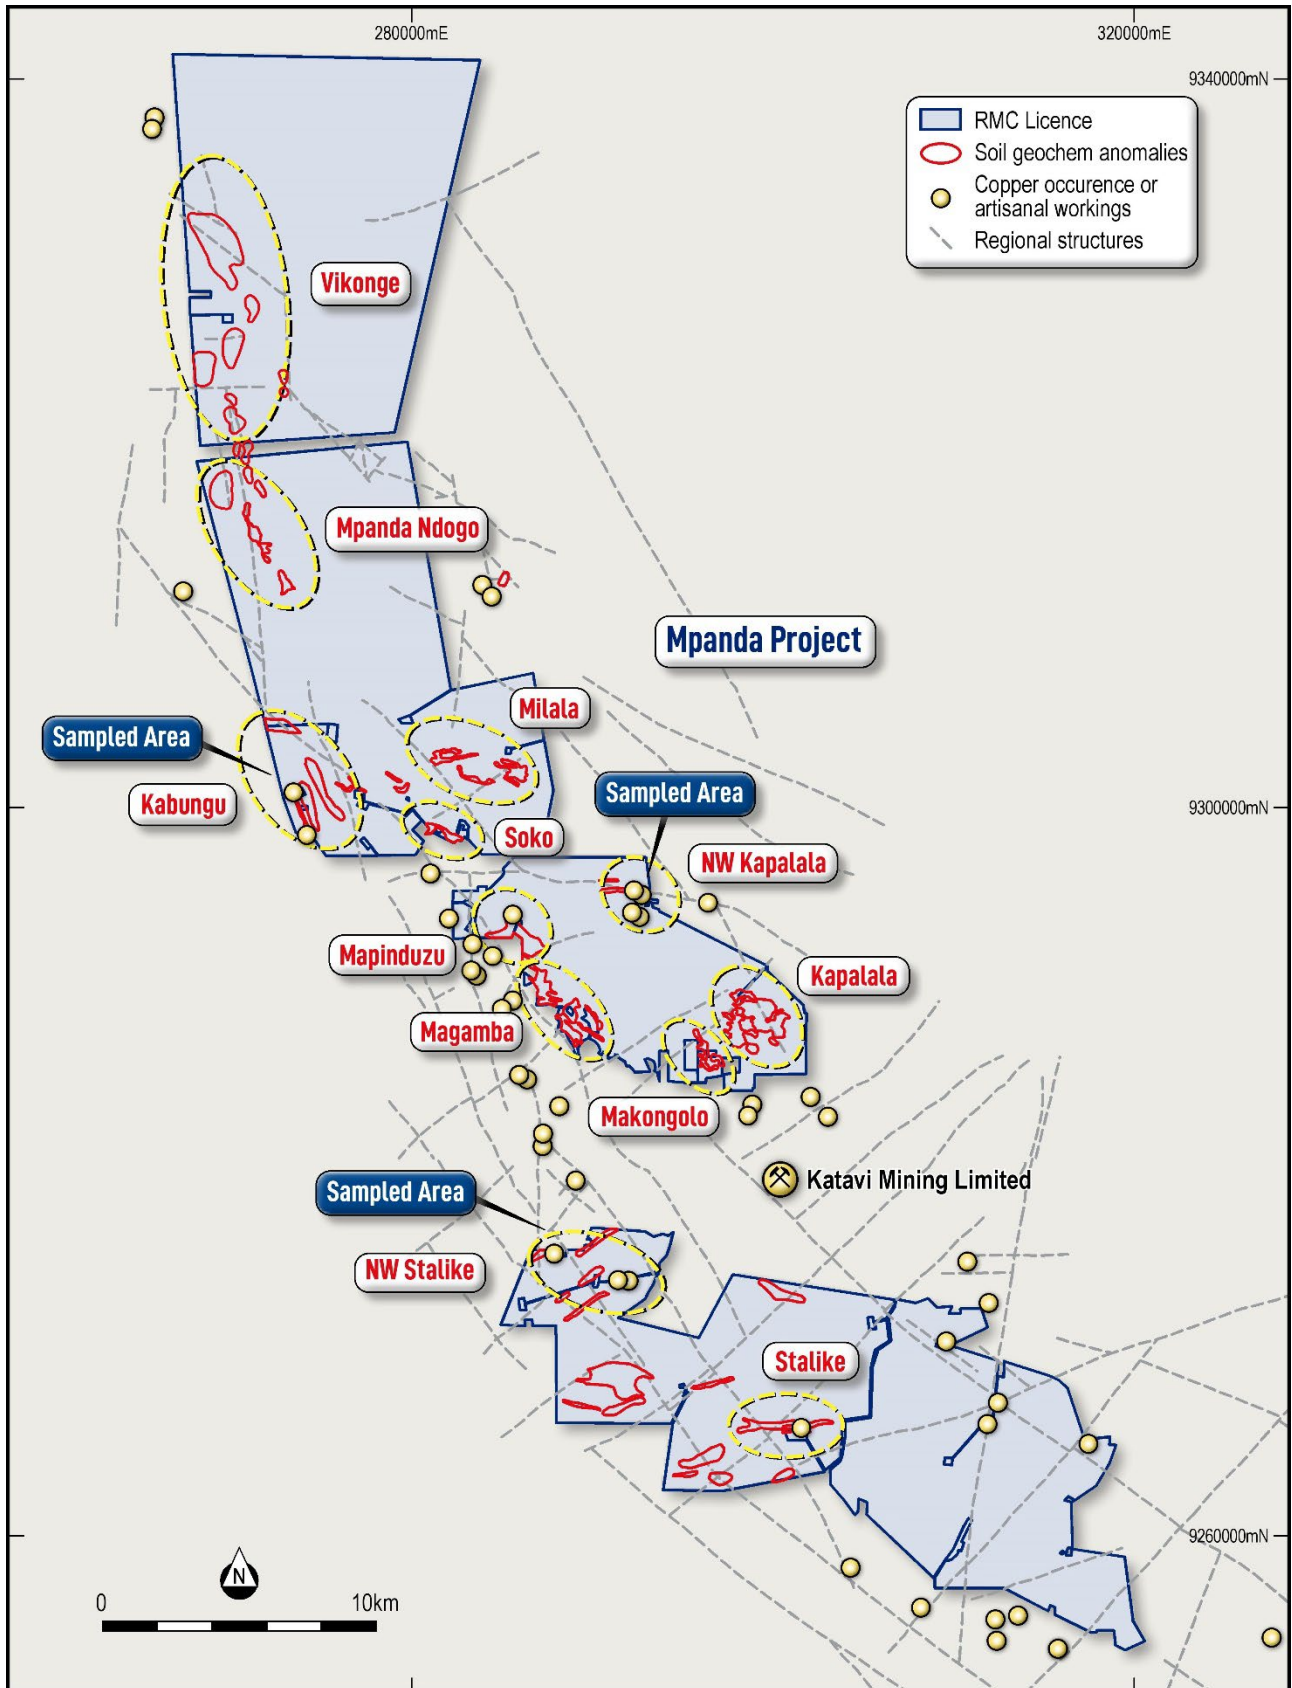 280000mE
320000mE
9340000mN
RMC Licence
Soil geochem anomalies
Copper occurence or
artisanal workings
Regional structures
Vikonge
Mpanda Ndogo
Mpanda Project
Milala
Sampled Area
Kabungu
Sampled Area
9300000mN
Soko
NW Kapalala
Mapinduzu
Kapalala
Magamba
Makongolo
Katavi Mining Limited
Sampled Area
NW Stalike
Stalike
9260000mN
N
0
10km